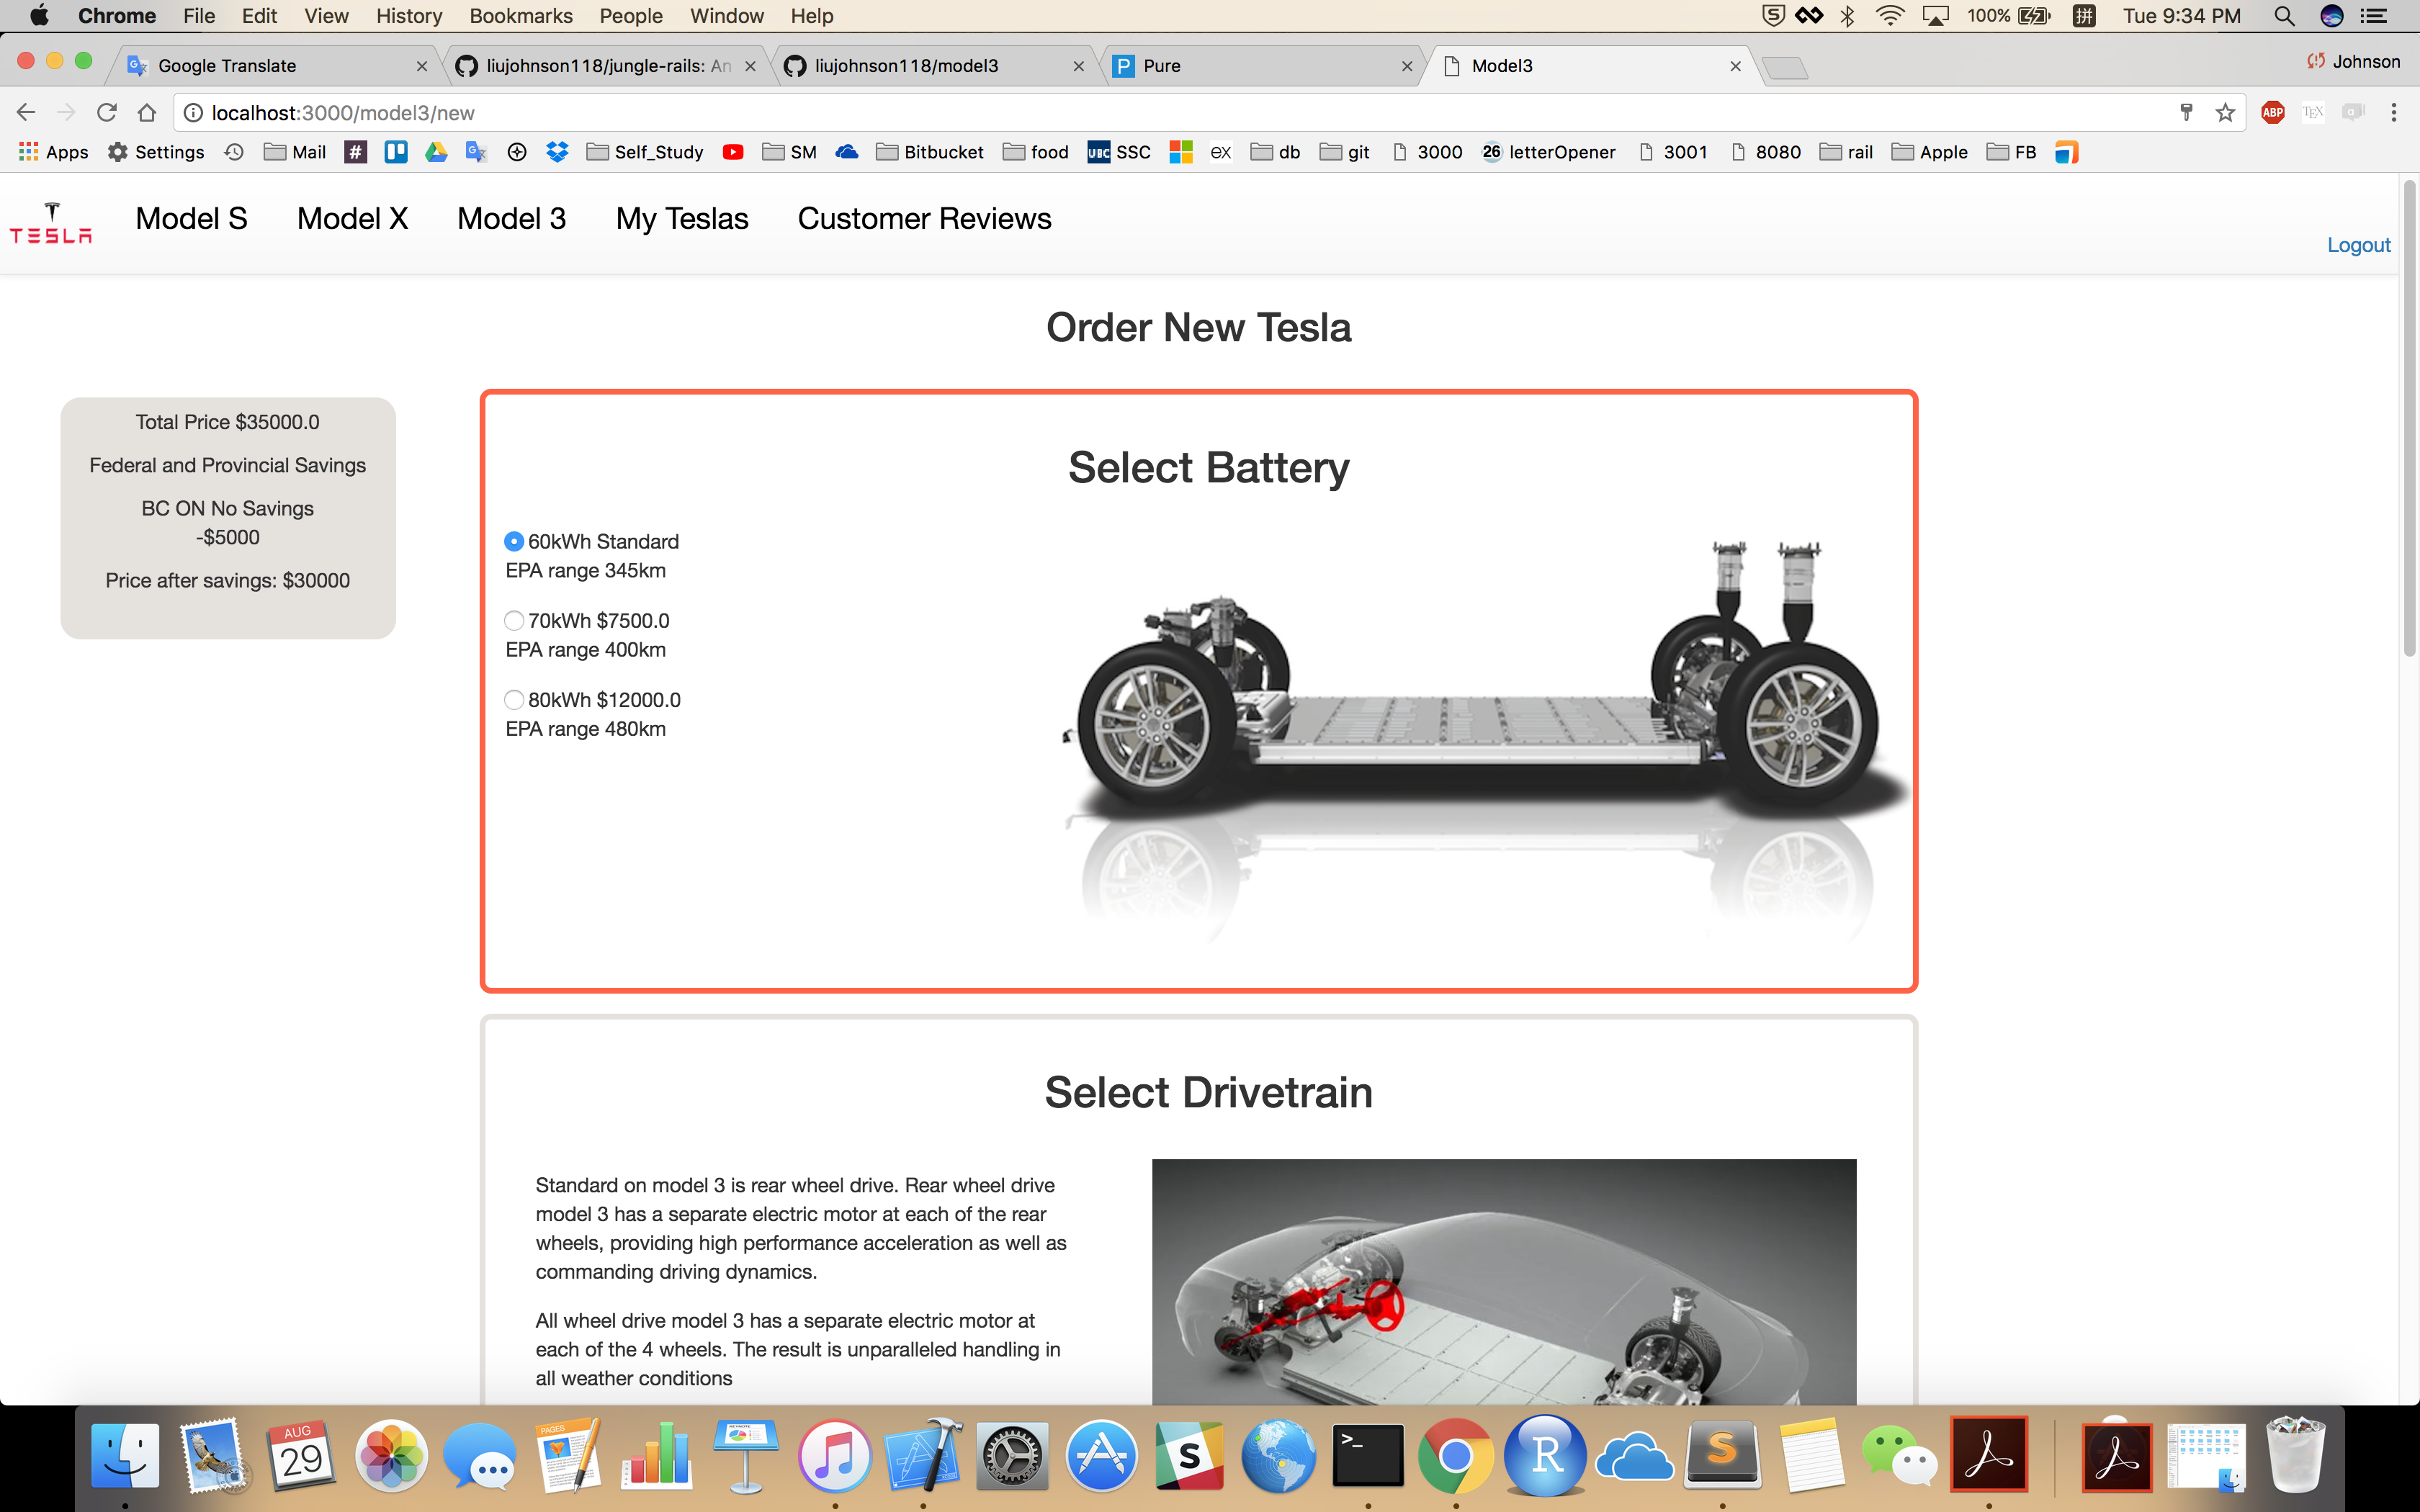 Chrome File Edit View History Bookmarks People Window Help 100% 拼 Tue 9:34 PM
Google Translate
liujohnson118/jungle-rails: An
liujohnson118/model3
Pure
Model3
Johnson
localhost:3000/model3/new
ABP TEX
Apps Settings Mail # Self_Study SM Bitbucket food UBC SSC ex db git 3000 26 letterOpener 3001 8080 rail Apple FB
TESLA
Model S Model X Model 3 My Teslas Customer Reviews
Logout
Order New Tesla
Total Price $35000.0
Federal and Provincial Savings
BC ON No Savings
-$5000
Price after savings: $30000
Select Battery
60kWh Standard
EPA range 345km
70kWh $7500.0
EPA range 400km
80kWh $12000.0
EPA range 480km
Select Drivetrain
Standard on model 3 is rear wheel drive. Rear wheel drive
model 3 has a separate electric motor at each of the rear
wheels, providing high performance acceleration as well as
commanding driving dynamics.
All wheel drive model 3 has a separate electric motor at
each of the 4 wheels. The result is unparalleled handling in
all weather conditions
AUG
29
PAGES
S
>_
R
S